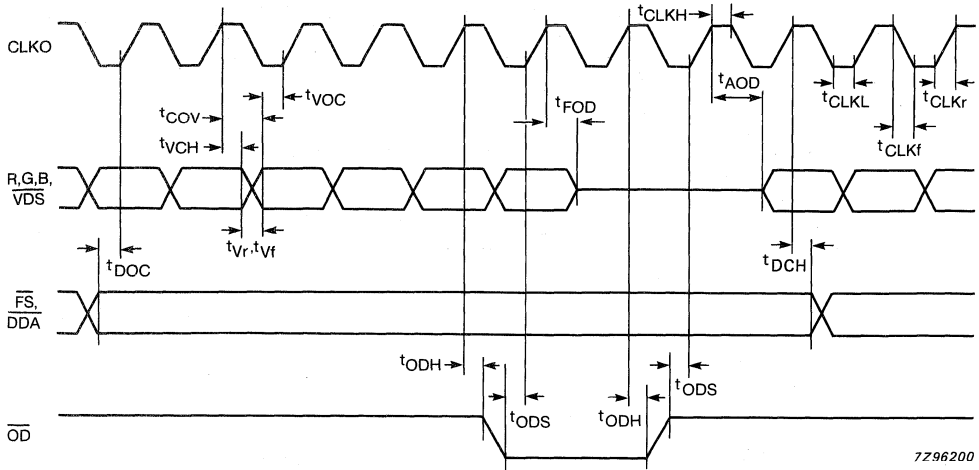 tCLKH
CLKO
tAOD
tVOC
tFOD
tCLKL
tCLKr
tCOV
tVCH
tCLKf
R,G,B,
VDS
tVr,tVf
tDOC
tDCH
FS,
DDA
tODH
tODS
tODS
tODH
OD
7Z96200